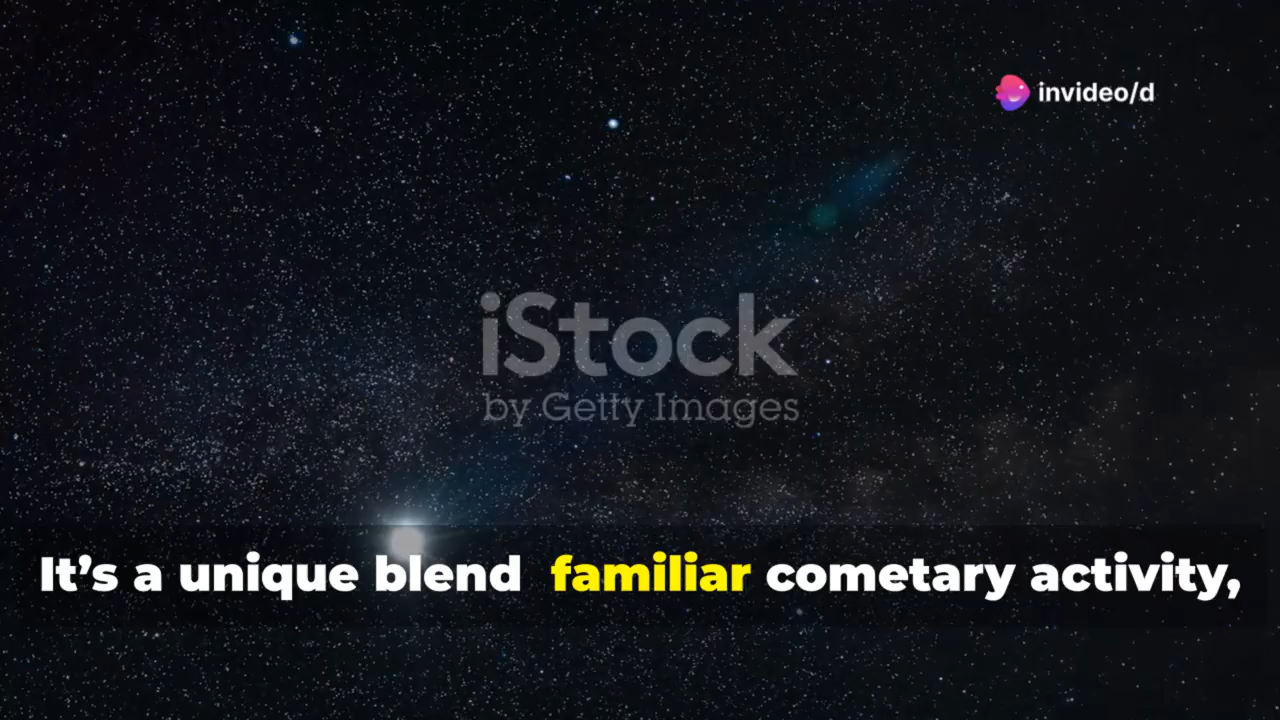 invideo/d
iStock
by Getty Images
It’s a unique blend familiar cometary activity,